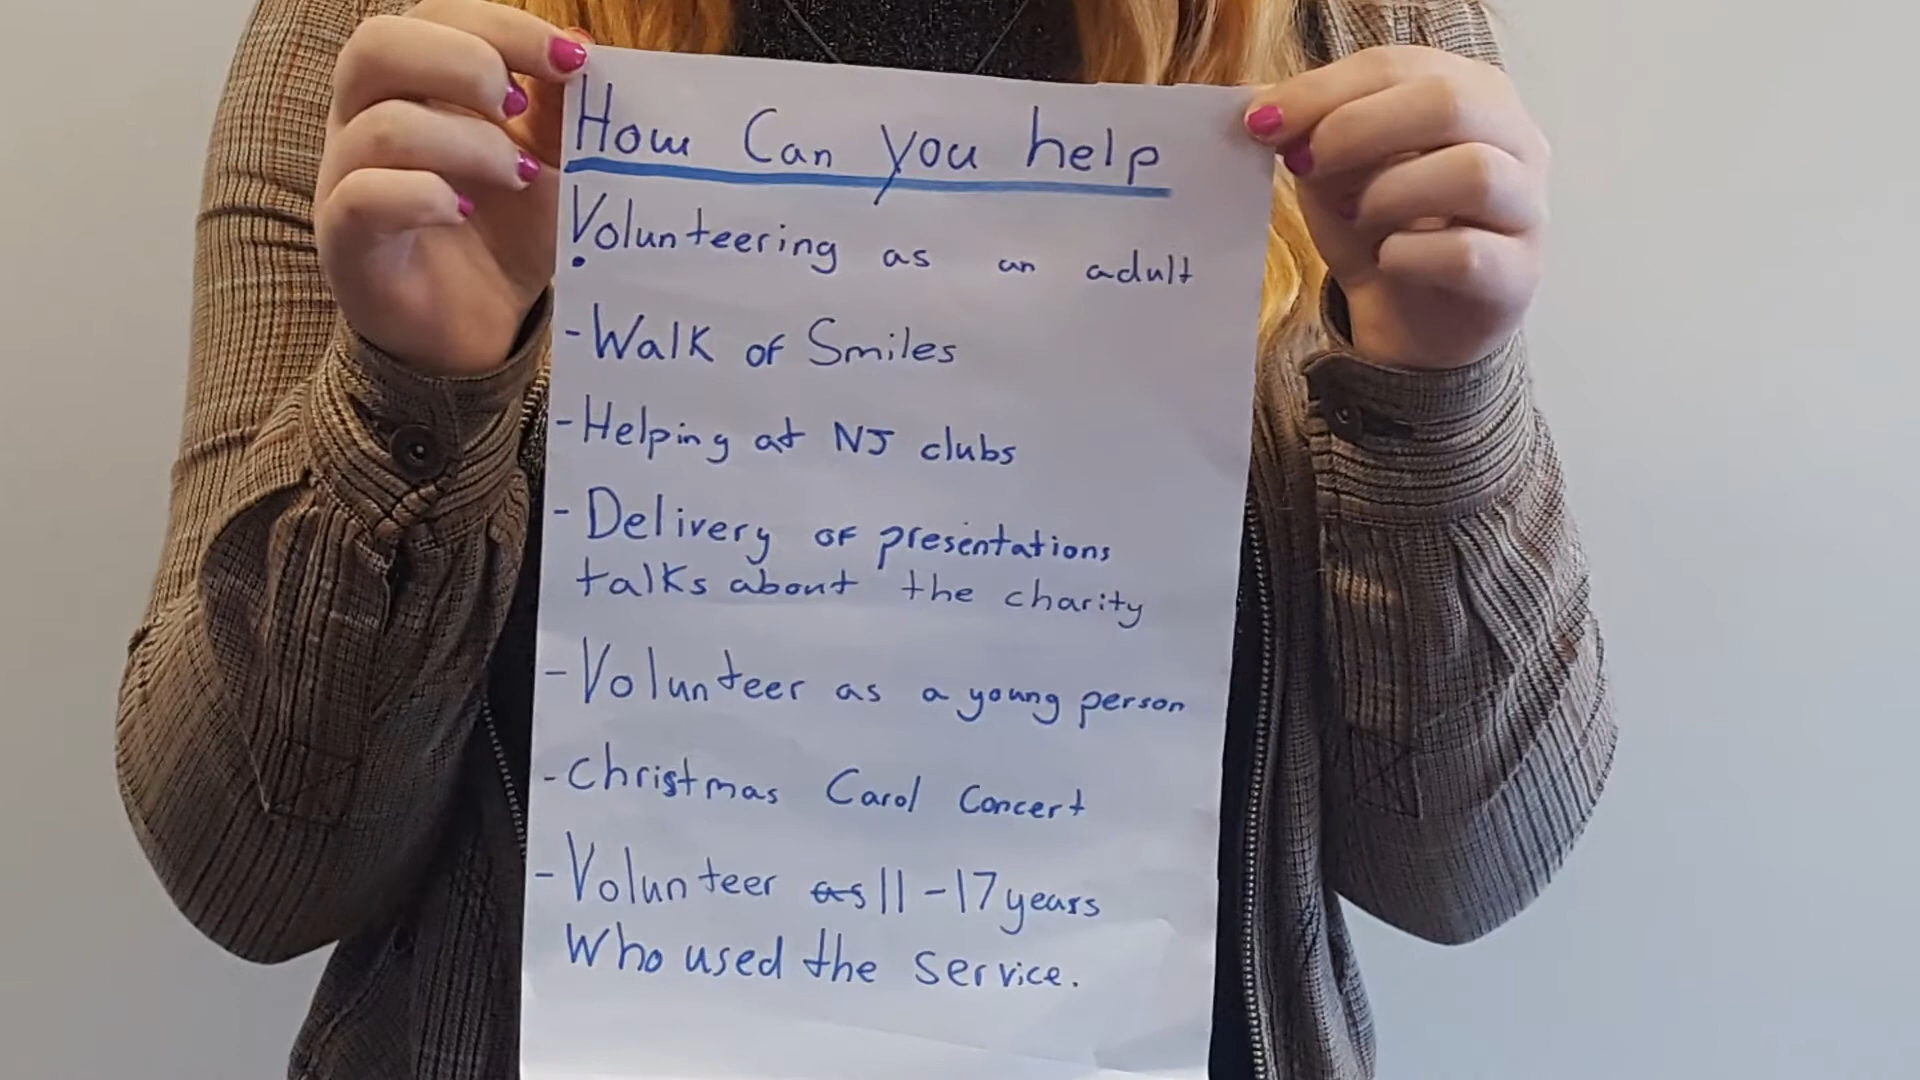 How Can you help
Volunteering as an adult
- Walk of Smiles
- Helping at NJ clubs
- Delivery of presentations
talks about the charity
- Volunteer as a young person
- Christmas Carol Concert
- Volunteer as 11-17 years
Who used the service.